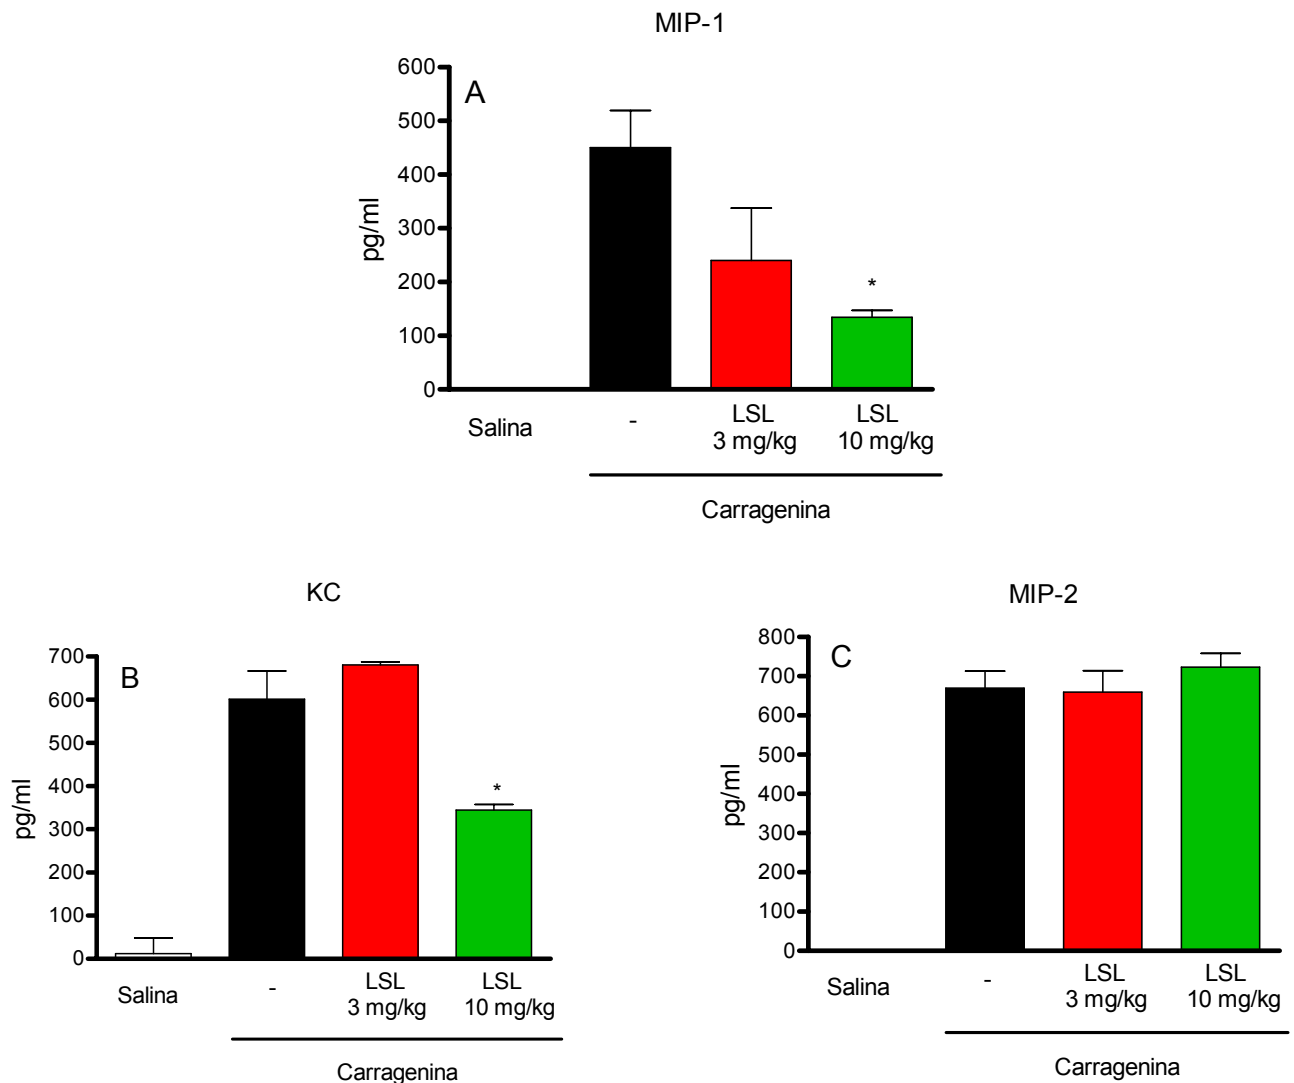 MIP-1
A
600
500
400
300
200
100
0
pg/ml
*
Salina
-
LSL
3 mg/kg
LSL
10 mg/kg
Carragenina
KC
B
700
600
500
400
300
200
100
0
pg/ml
*
Salina
-
LSL
3 mg/kg
LSL
10 mg/kg
Carragenina
MIP-2
C
800
700
600
500
400
300
200
100
0
pg/ml
Salina
-
LSL
3 mg/kg
LSL
10 mg/kg
Carragenina